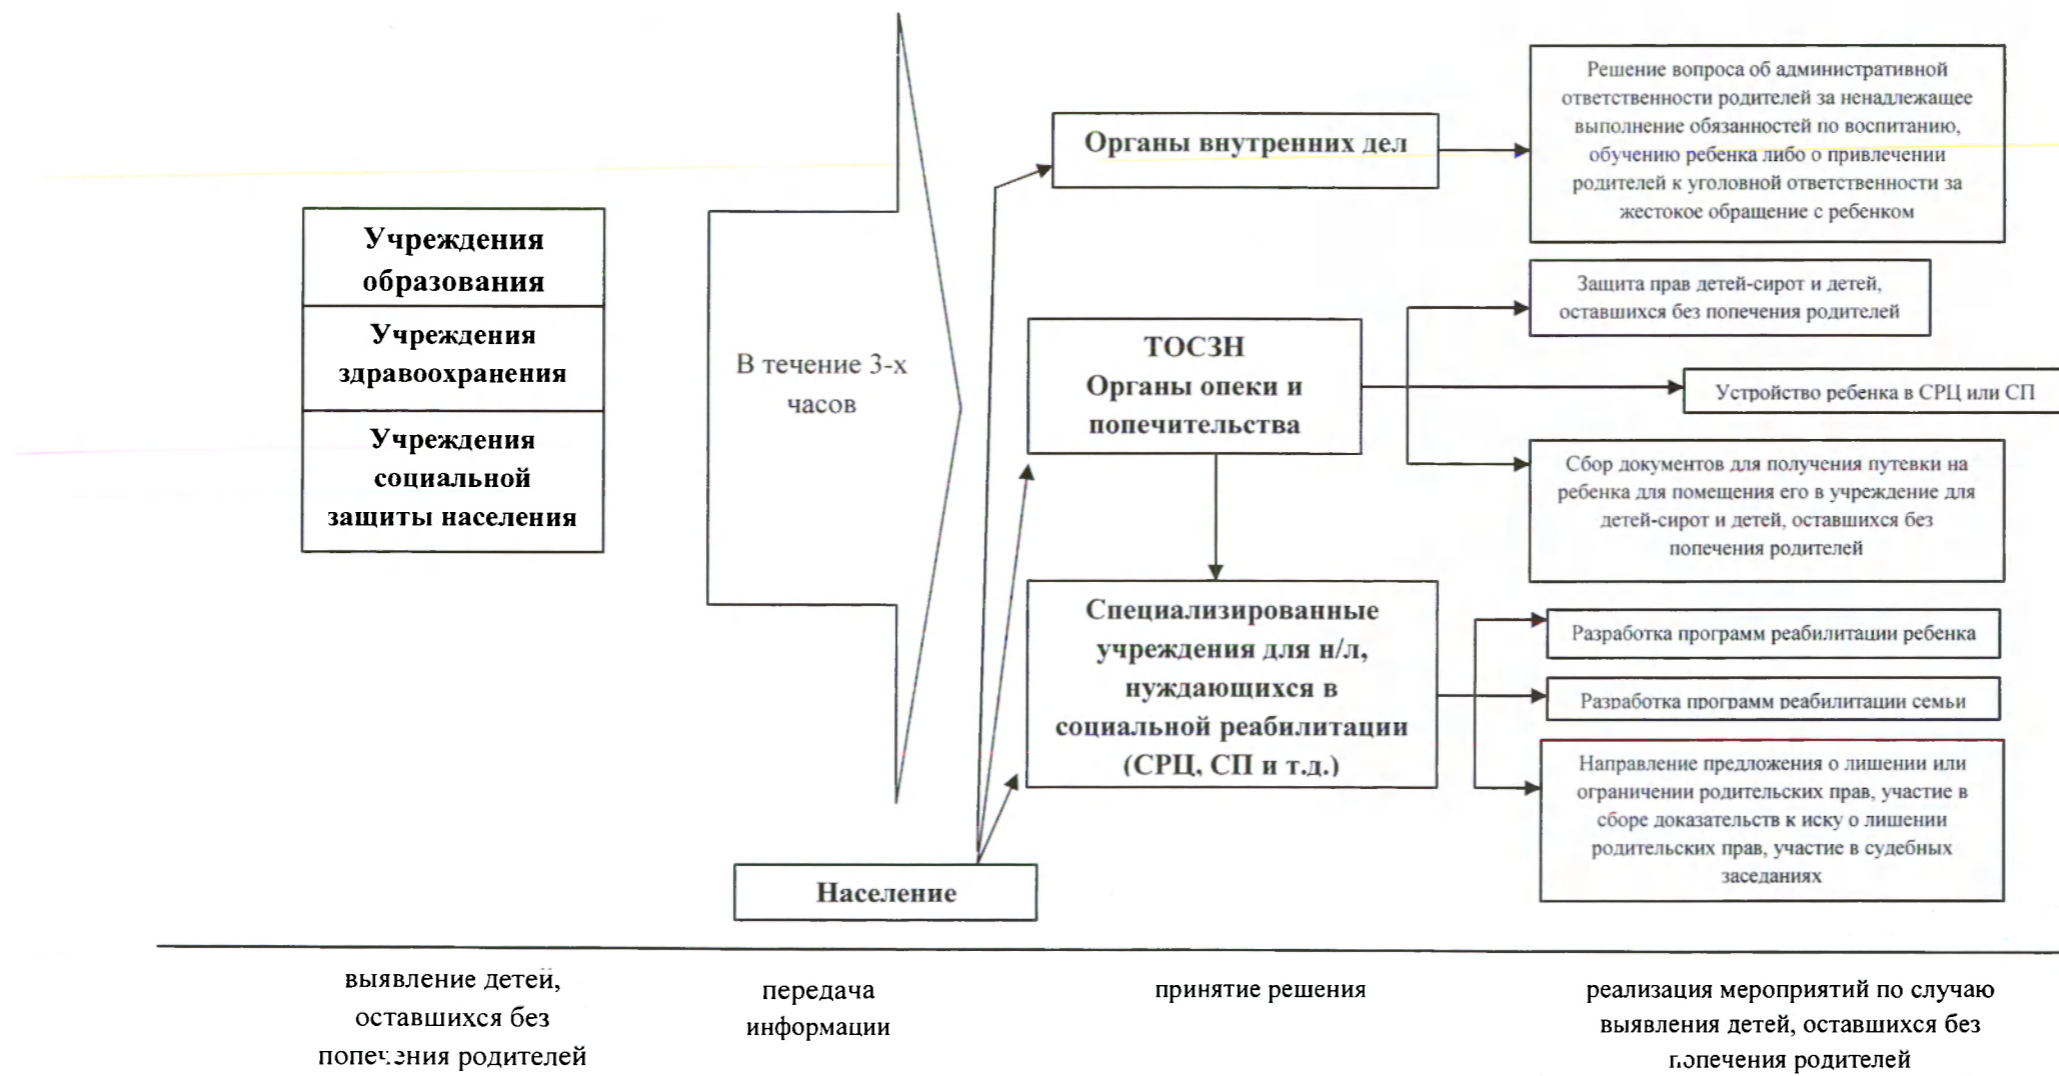 Учреждения
образования
Учреждения
здравоохранения
Учреждения
социальной
защиты населения
В течение 3-х
часов
Население
Органы внутренних дел
ТОСЗН
Органы опеки и
попечительства
Специализированные
учреждения для н/л,
нуждающихся в
социальной реабилитации
(СРЦ, СП и т.д.)
Решение вопроса об административной
ответственности родителей за ненадлежащее
выполнение обязанностей по воспитанию,
обучению ребенка либо о привлечении
родителей к уголовной ответственности за
жестокое обращение с ребенком
Защита прав детей-сирот и детей,
оставшихся без попечения родителей
Устройство ребенка в СРЦ или СП
Сбор документов для получения путевки на
ребенка для помещения его в учреждение для
детей-сирот и детей, оставшихся без
попечения родителей
Разработка программ реабилитации ребенка
Разработка программ реабилитации семьи
Направление предложения о лишении или
ограничении родительских прав, участие в
сборе доказательств к иску о лишении
родительских прав, участие в судебных
заседаниях
выявление детей,
оставшихся без
попечения родителей
передача
информации
принятие решения
реализация мероприятий по случаю
выявления детей, оставшихся без
попечения родителей